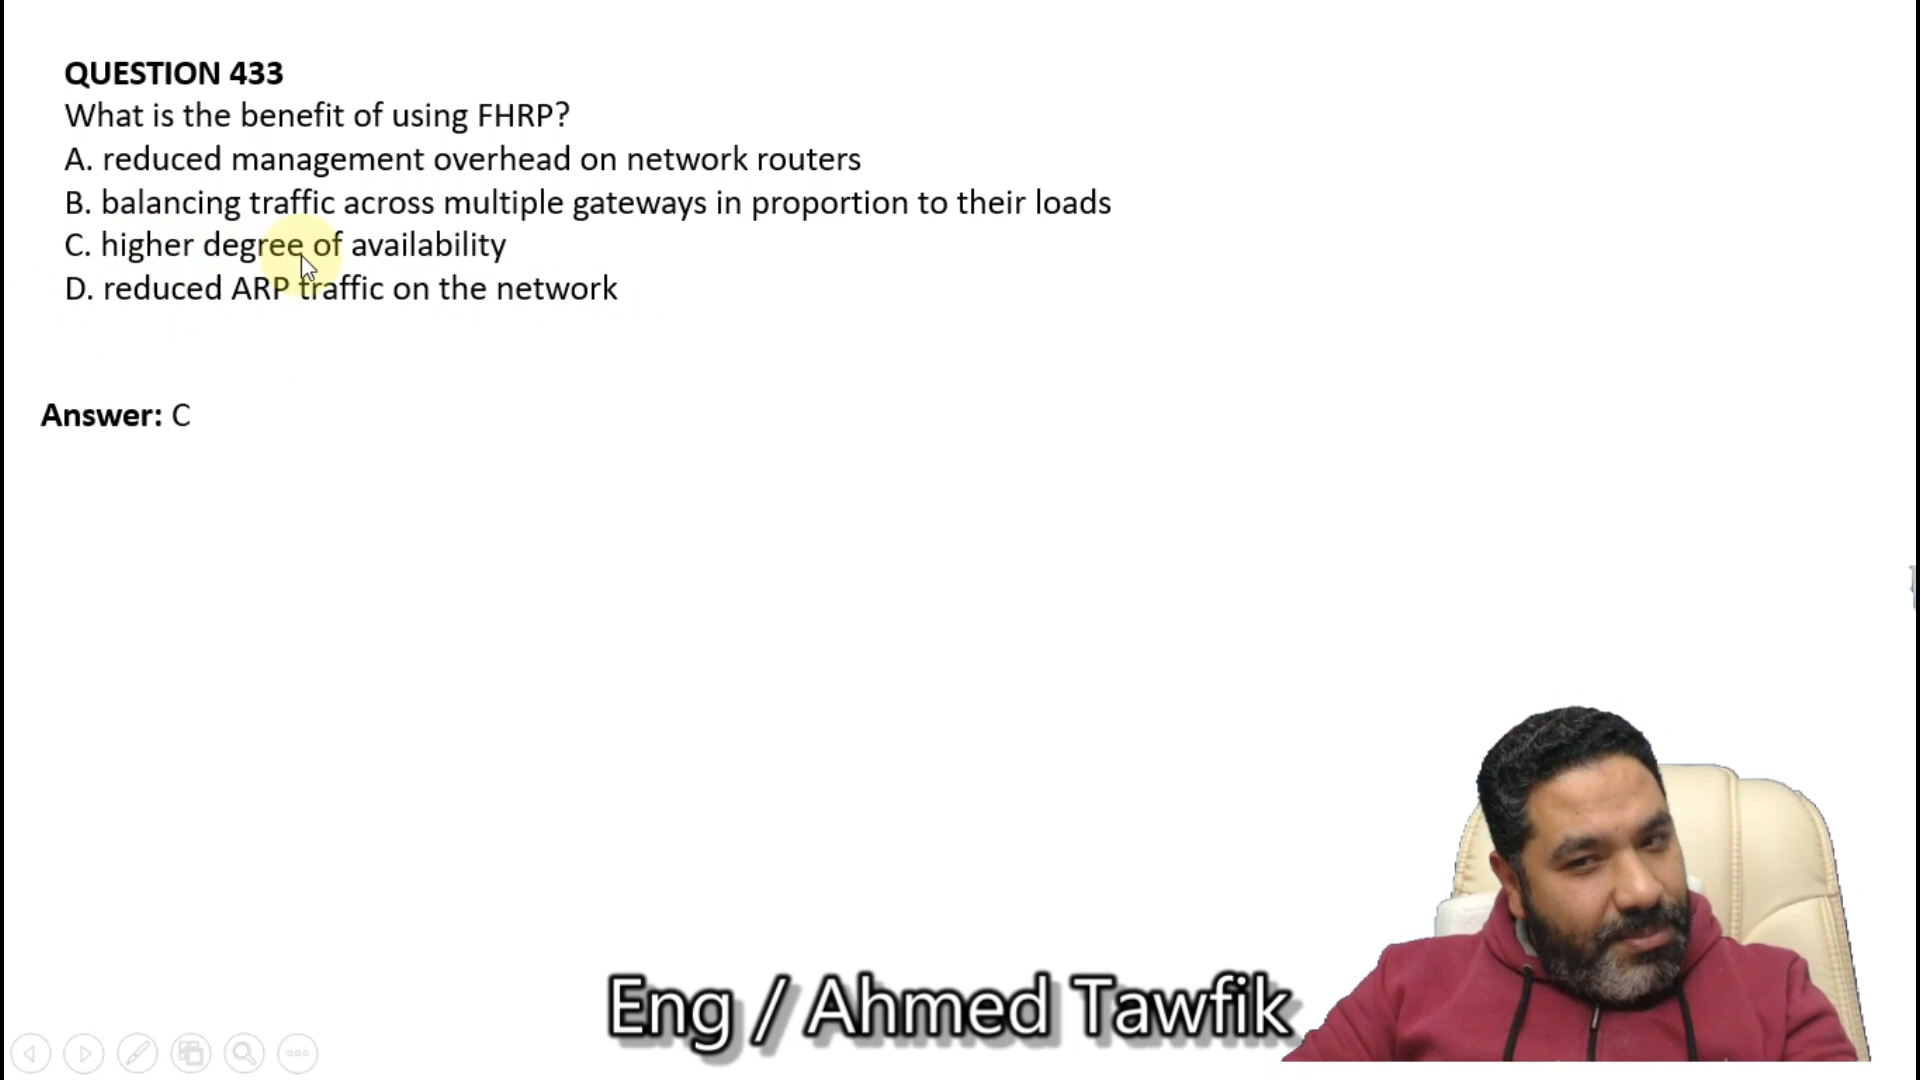 QUESTION 433
What is the benefit of using FHRP?
A. reduced management overhead on network routers
B. balancing traffic across multiple gateways in proportion to their loads
C. higher degree of availability
D. reduced ARP traffic on the network
Answer: C
Eng / Ahmed Tawfik